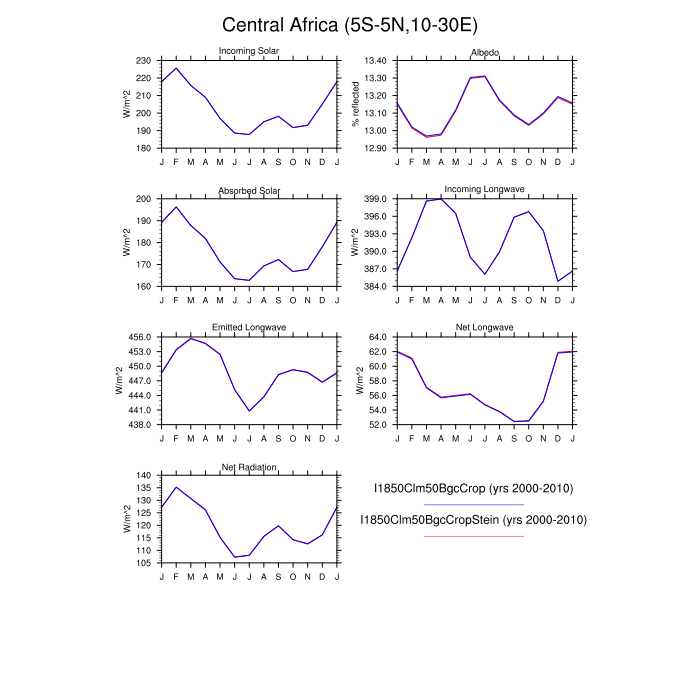 Central Africa (5S-5N,10-30E)
Incoming Solar
W/m^2
230
220
210
200
190
180
J F M A M J J A S O N D J
Albedo
% reflected
13.40
13.30
13.20
13.10
13.00
12.90
J F M A M J J A S O N D J
Absorbed Solar
W/m^2
200
190
180
170
160
J F M A M J J A S O N D J
Incoming Longwave
W/m^2
399.0
396.0
393.0
390.0
387.0
384.0
J F M A M J J A S O N D J
Emitted Longwave
W/m^2
456.0
453.0
450.0
447.0
444.0
441.0
438.0
J F M A M J J A S O N D J
Net Longwave
W/m^2
64.0
62.0
60.0
58.0
56.0
54.0
52.0
J F M A M J J A S O N D J
Net Radiation
W/m^2
140
135
130
125
120
115
110
105
J F M A M J J A S O N D J
I1850Clm50BgcCrop (yrs 2000-2010)
I1850Clm50BgcCropStein (yrs 2000-2010)